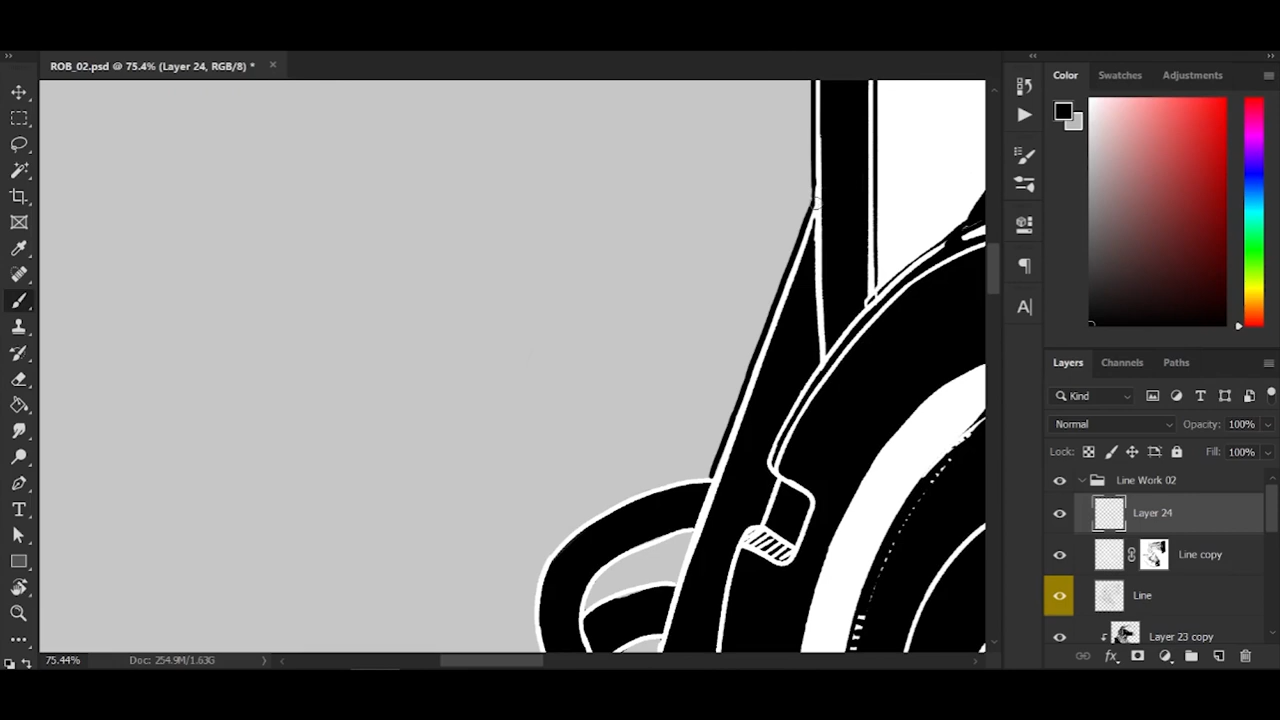 ROB_02.psd @ 75.4% (Layer 24, RGB/8) *
Color
Swatches
Adjustments
Layers
Channels
Paths
Kind
Normal
Opacity: 100%
Lock:
Fill: 100%
Line Work 02
Layer 24
Line copy
Line
Layer 23 copy
75.44%
Doc: 254.9M/1.63G